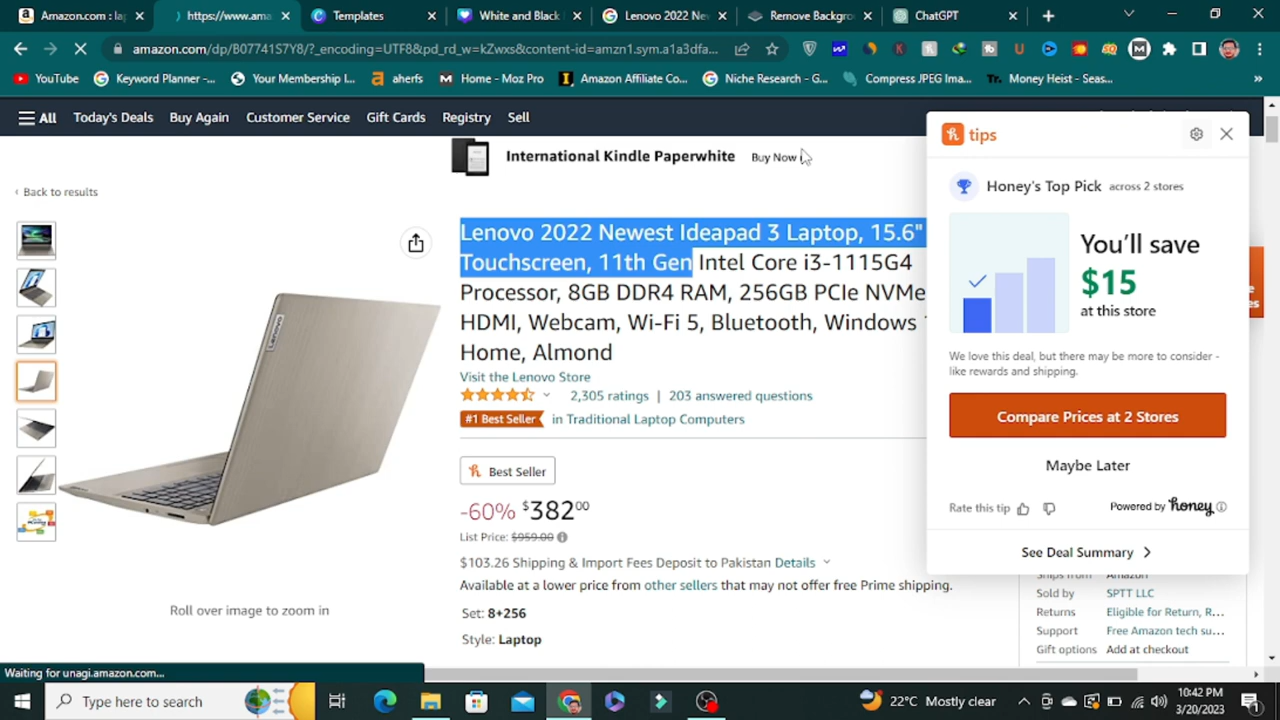 Amazon.com : la
https://www.ama
Templates
White and Black
Lenovo 2022 Ne
Remove Backgro
ChatGPT
amazon.com/dp/B07741S7Y8/?_encoding=UTF8&pd_rd_w=kZwxs&content-id=amzn1.sym.a1a3dfa...
YouTube
Keyword Planner -...
Your Membership I...
aherfs
Home - Moz Pro
Amazon Affiliate Co...
Niche Research - G...
Compress JPEG Ima...
Tr. Money Heist - Seas...
»
All
Today's Deals
Buy Again
Customer Service
Gift Cards
Registry
Sell
International Kindle Paperwhite
Buy Now
‹ Back to results
Lenovo 2022 Newest Ideapad 3 Laptop, 15.6"
Touchscreen, 11th Gen Intel Core i3-1115G4
Processor, 8GB DDR4 RAM, 256GB PCIe NVMe
HDMI, Webcam, Wi-Fi 5, Bluetooth, Windows
Home, Almond
Visit the Lenovo Store
2,305 ratings | 203 answered questions
#1 Best Seller in Traditional Laptop Computers
Best Seller
-60% $382⁰⁰
List Price: $959.00
$103.26 Shipping & Import Fees Deposit to Pakistan Details
Available at a lower price from other sellers that may not offer free Prime shipping.
Set: 8+256
Style: Laptop
Lenovo
Roll over image to zoom in
tips
Honey's Top Pick across 2 stores
You'll save
$15
at this store
We love this deal, but there may be more to consider -
like rewards and shipping.
Compare Prices at 2 Stores
Maybe Later
Rate this tip
Powered by honey
See Deal Summary
Ships from Amazon
Sold by SPTT LLC
Returns Eligible for Return, R...
Support Free Amazon tech su...
Gift options Add at checkout
Waiting for unagi.amazon.com...
Type here to search
22°C Mostly clear
10:42 PM
3/20/2023